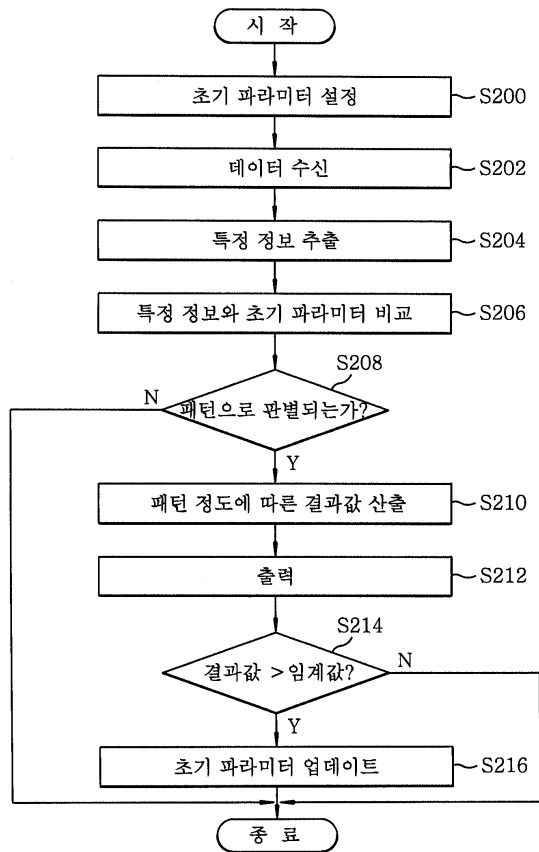 시 작
초기 파라미터 설정 S200
데이터 수신 S202
특정 정보 추출 S204
특정 정보와 초기 파라미터 비교 S206
S208
N
패턴으로 판별되는가?
Y
패턴 정도에 따른 결과값 산출 S210
출력 S212
S214
결과값 > 임계값?
N
Y
초기 파라미터 업데이트 S216
종 료